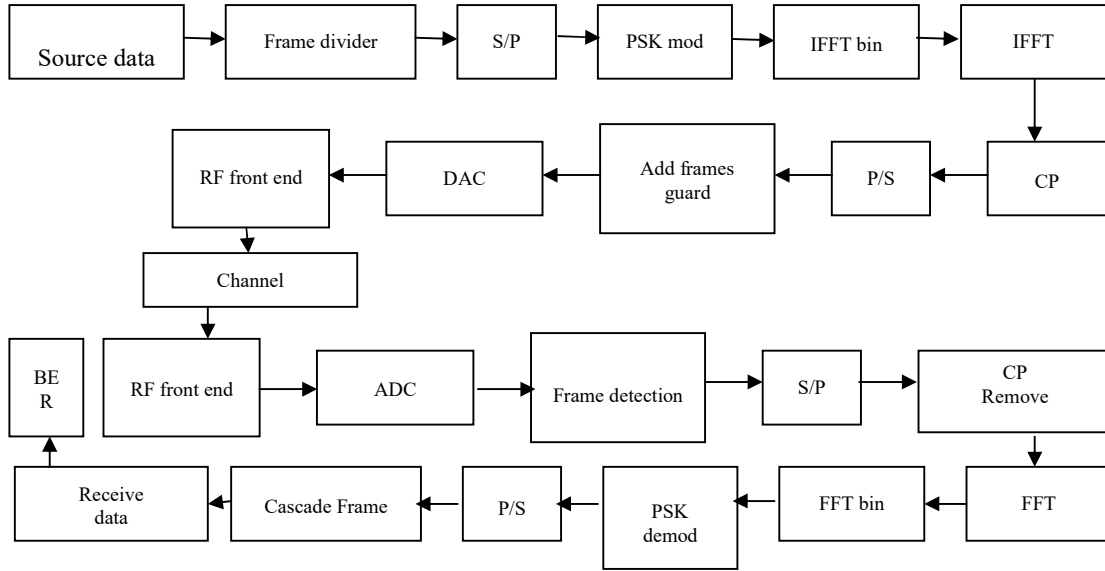 Source data
Frame divider
S/P
PSK mod
IFFT bin
IFFT
RF front end
DAC
Add frames
guard
P/S
CP
Channel
BE
R
RF front end
ADC
Frame detection
S/P
CP
Remove
Receive
data
Cascade Frame
P/S
PSK
demod
FFT bin
FFT